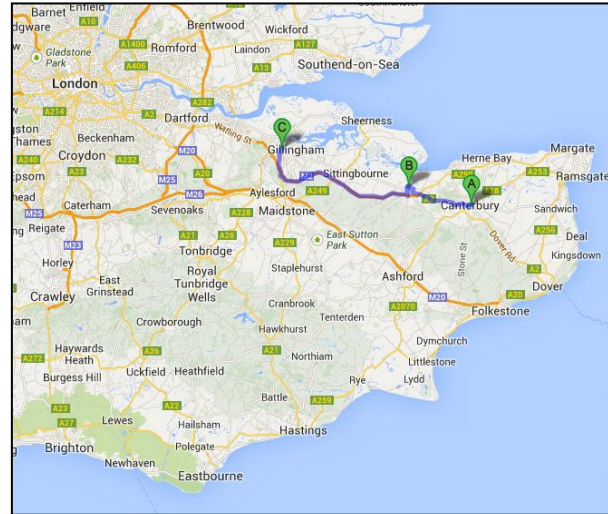 Barnet
Enfield
Brentwood
Wickford
A10
A1400
Romford
Laindon
A127
Gladstone
Park
A406
A13
Southend-on-Sea
London
A282
A214
A2
Dartford
Watling St
Sheerness
C
Gillingham
Margate
Thames
Beckenham
M20
B
Herne Bay
A299
A253
Ramsgate
A240
Croydon
A20
A2
Sittingbourne
A
A28
A23
M25
M26
Aylesford
A249
A2
Canterbury
Sandwich
M25
Caterham
Sevenoaks
Maidstone
Reigate
A228
East Sutton
Park
A256
Deal
M23
A21
A26
A229
Stone St
Dover Rd
Kingsdown
Horley
Tonbridge
Ashford
A2
East
Grinstead
Royal
Tunbridge
Wells
Staplehurst
M20
A20
Dover
Crawley
Cranbrook
A2070
Folkestone
Crowborough
Tenterden
Hawkhurst
Dymchurch
A272
Haywards
Heath
A26
A21
Northiam
Littlestone
Burgess Hill
Uckfield
Heathfield
Rye
Lydd
A23
A22
Battle
A259
A27
Lewes
Hailsham
Hastings
Brighton
Polegate
Newhaven
Eastbourne